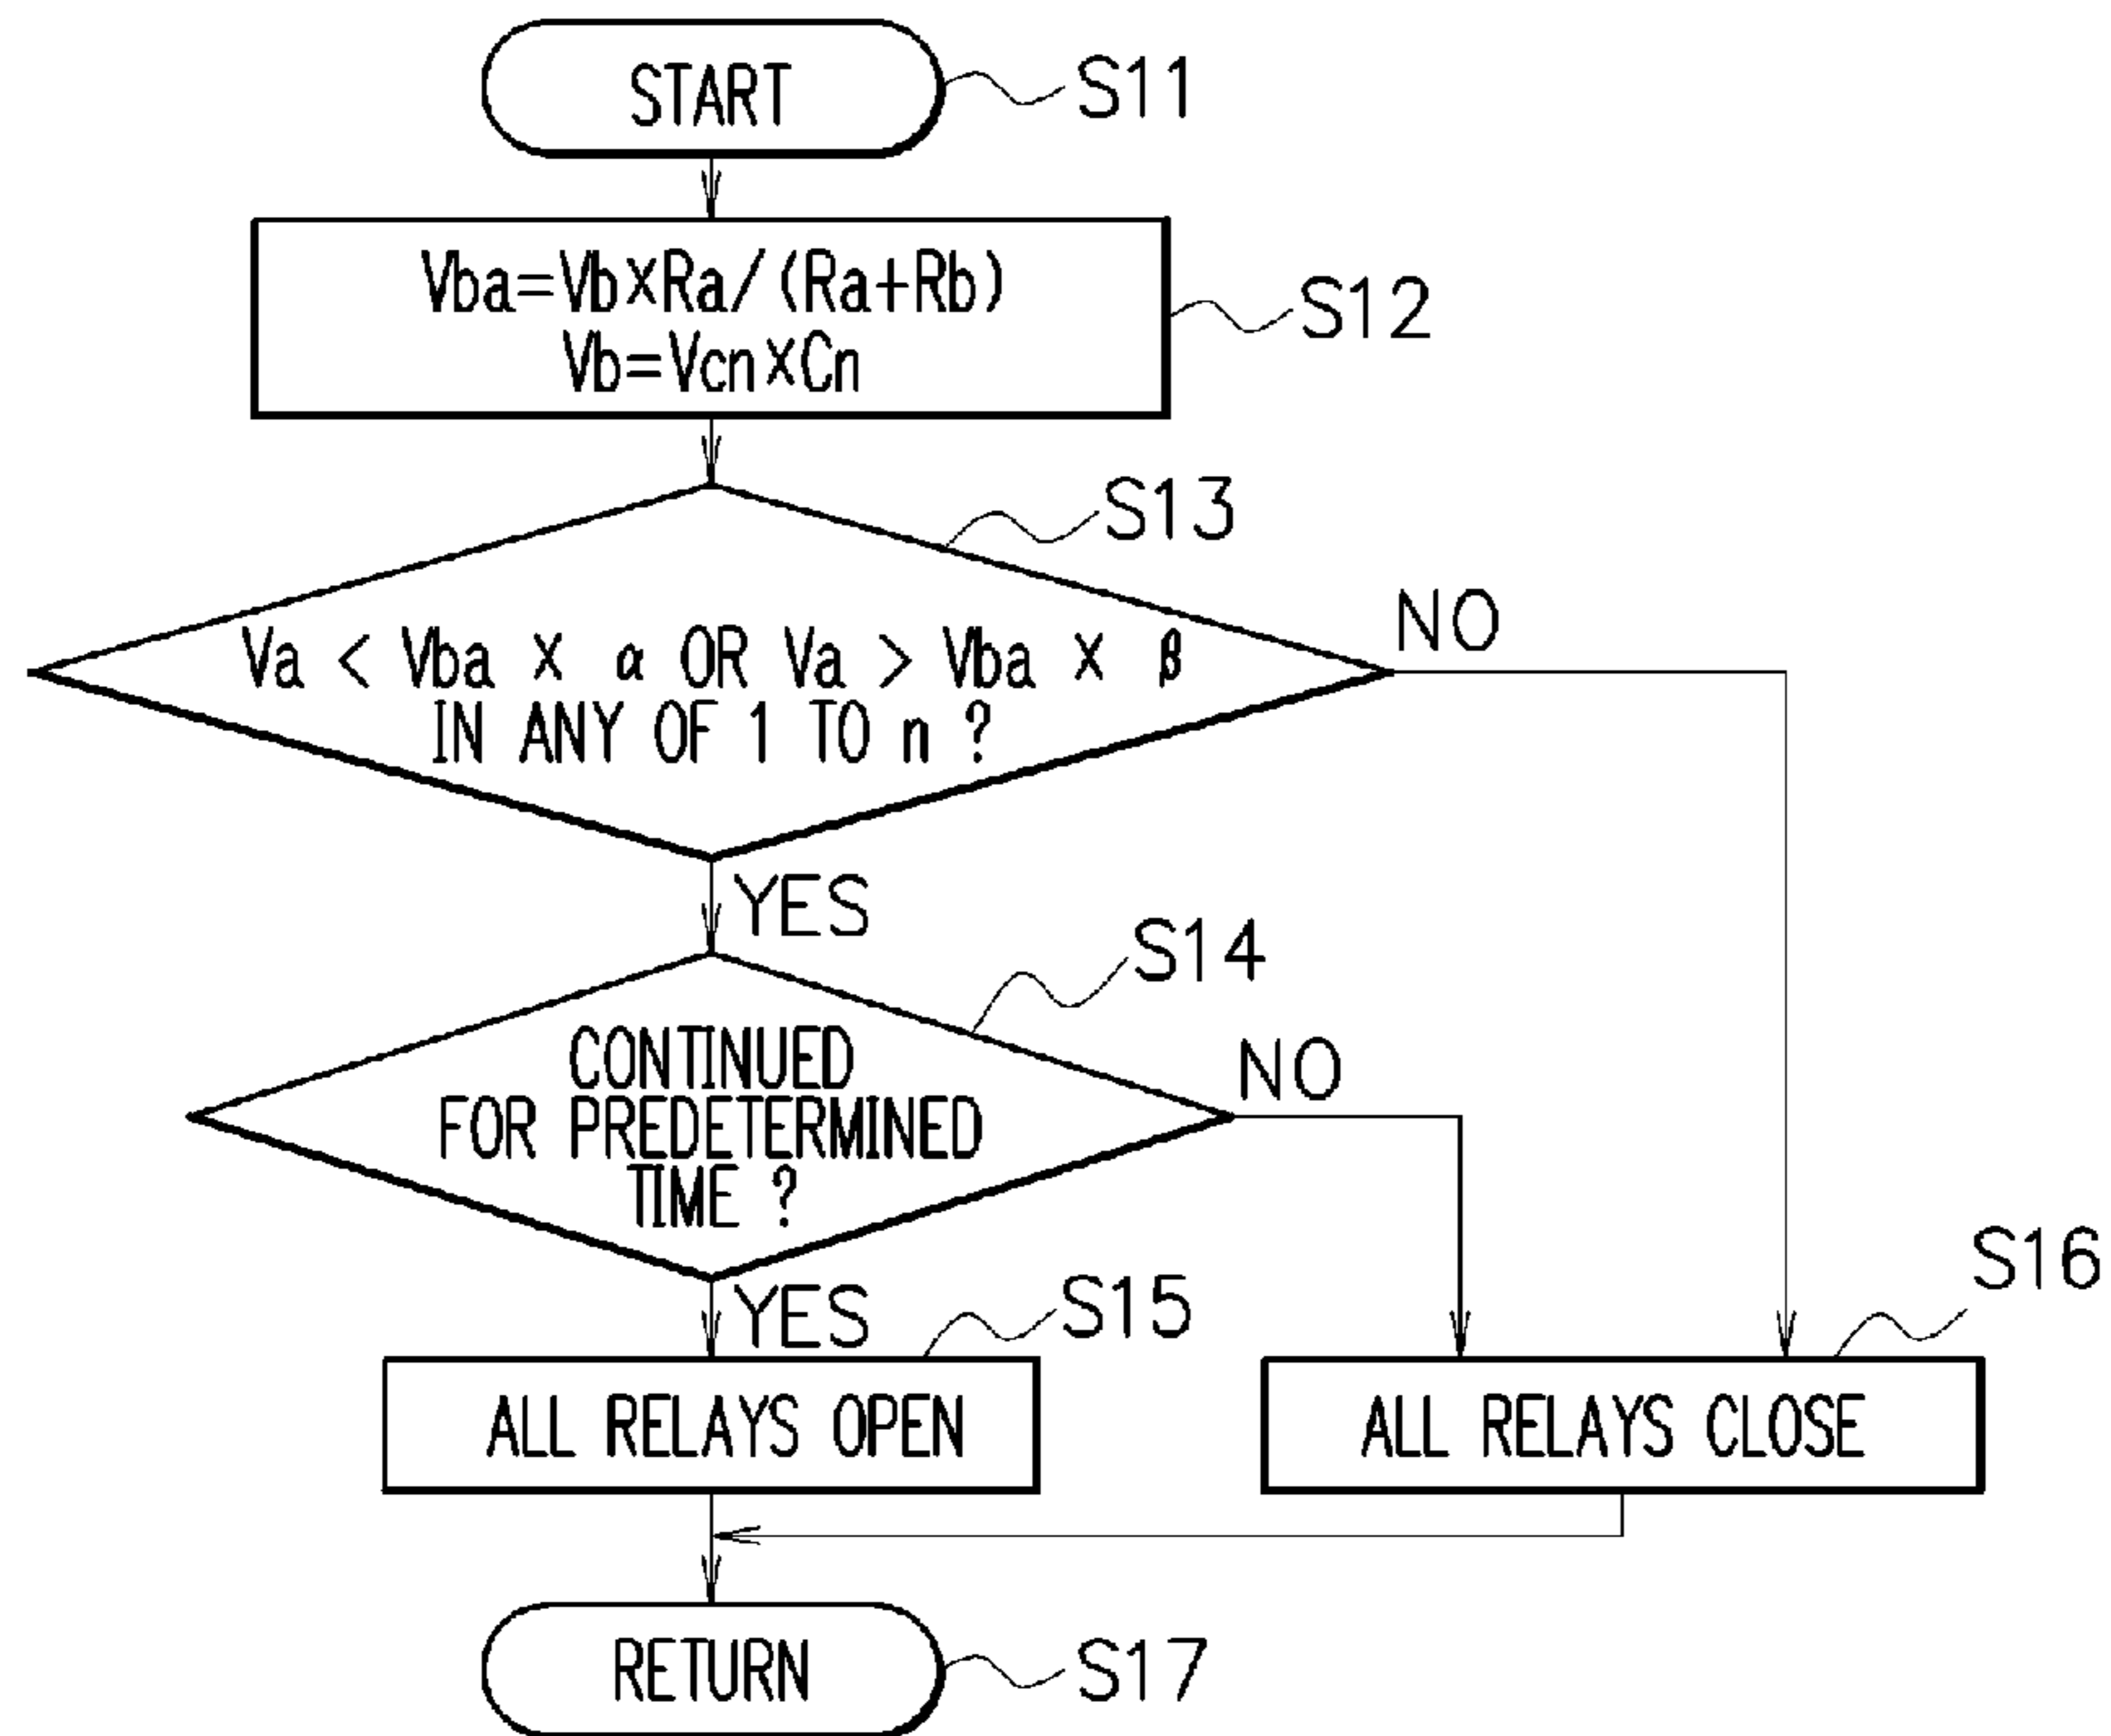 START
S11
Vba=Vb×Ra/(Ra+Rb)
Vb=Vcn×Cn
S12
S13
Va < Vba × α OR Va > Vba × β
IN ANY OF 1 TO n ?
NO
YES
S14
CONTINUED
FOR PREDETERMINED
TIME ?
NO
YES
S15
S16
ALL RELAYS OPEN
ALL RELAYS CLOSE
RETURN
S17